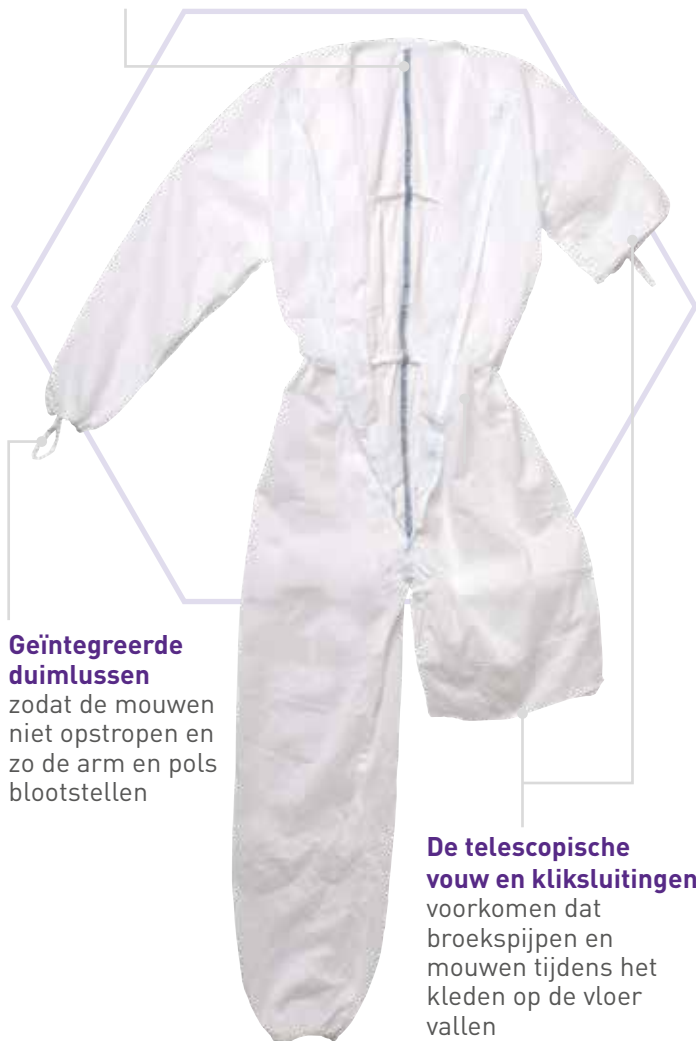 Geïntegreerde
duimlussen
zodat de mouwen
niet opstropen en
zo de arm en pols
blootstellen
De telescopische
vouw en kliksluitingen
voorkomen dat
broekspijpen en
mouwen tijdens het
kleden op de vloer
vallen